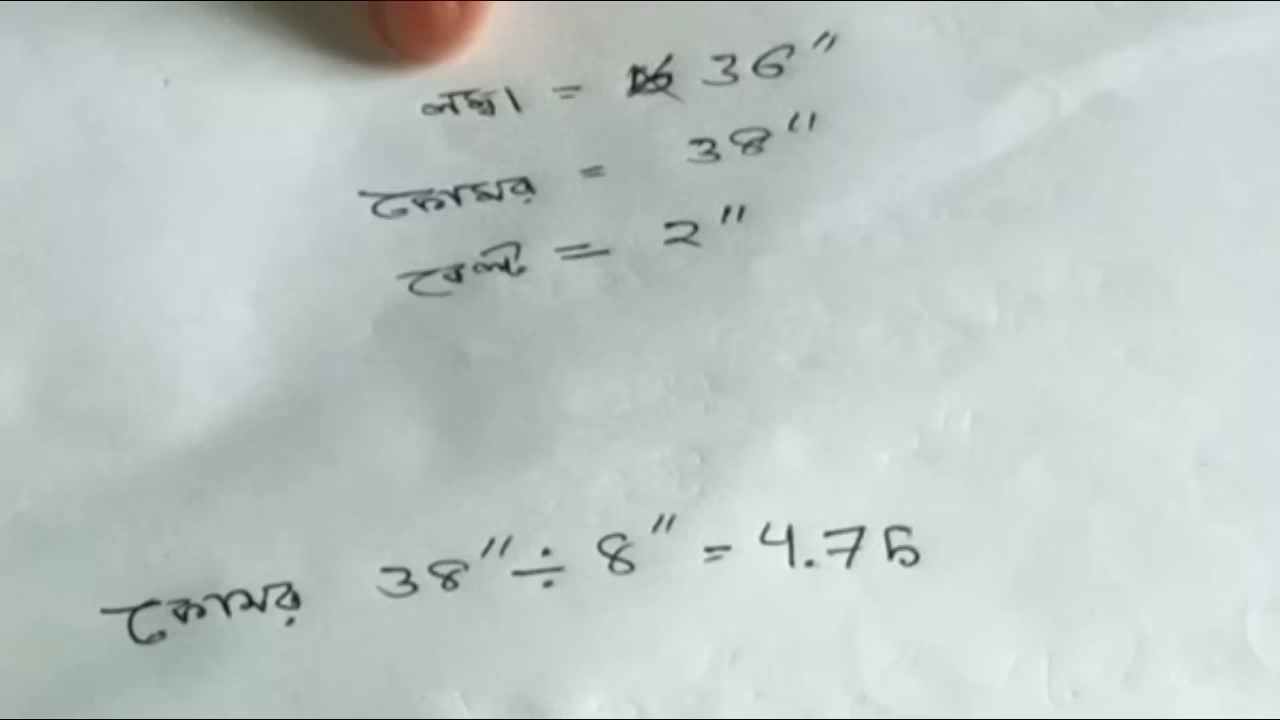 লম্বা = 36"
কোমর = 38"
বেল্ট = 2"
কোমর 38" ÷ 8" = 4.75